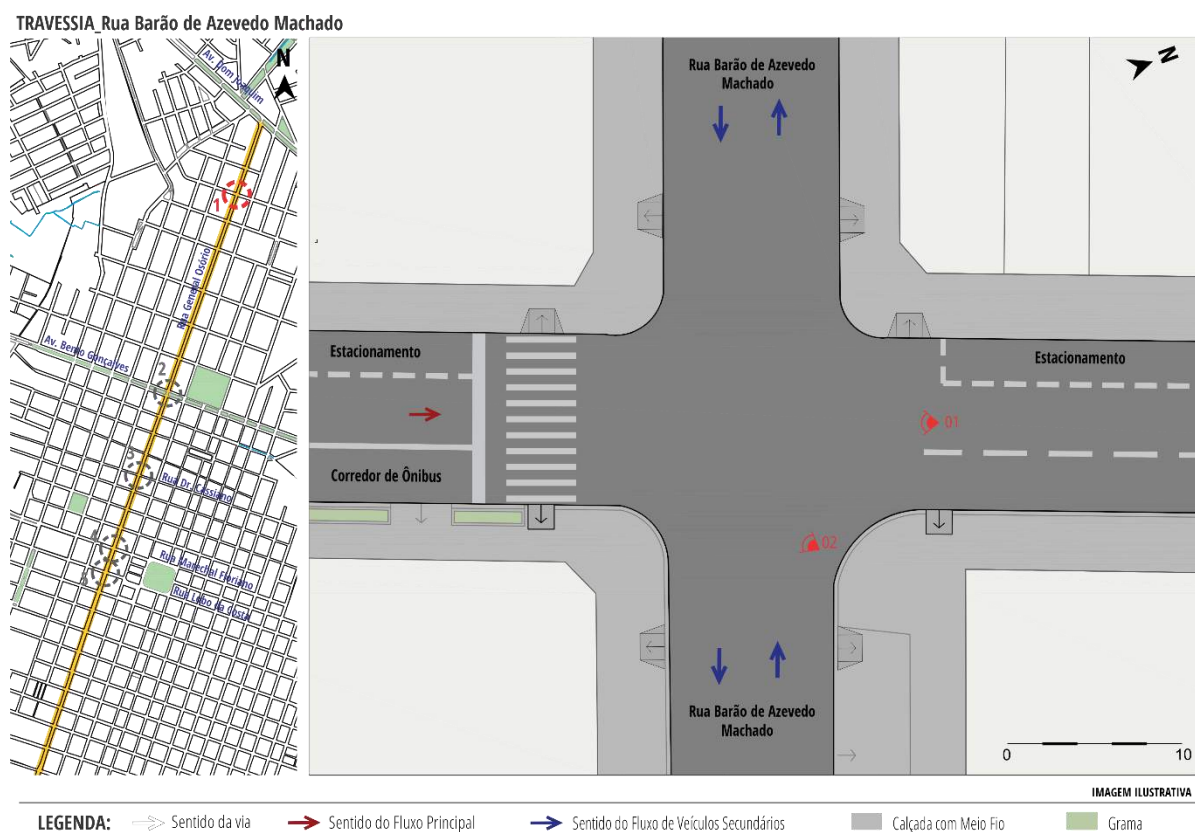 TRAVESSIA_Rua Barão de Azevedo Machado
N
Av. Dom Joaquim
1
Rua General Osório
Av. Bento Gonçalves
2
3
Rua Dr. Cassiano
4
Rua Marechal Floriano
5
Rua Lobo da Costa
Rua Barão de Azevedo
Machado
N
Estacionamento
Estacionamento
01
Corredor de Ônibus
02
Rua Barão de Azevedo
Machado
0
10
IMAGEM ILUSTRATIVA
LEGENDA:
Sentido da via
Sentido do Fluxo Principal
Sentido do Fluxo de Veículos Secundários
Calçada com Meio Fio
Grama